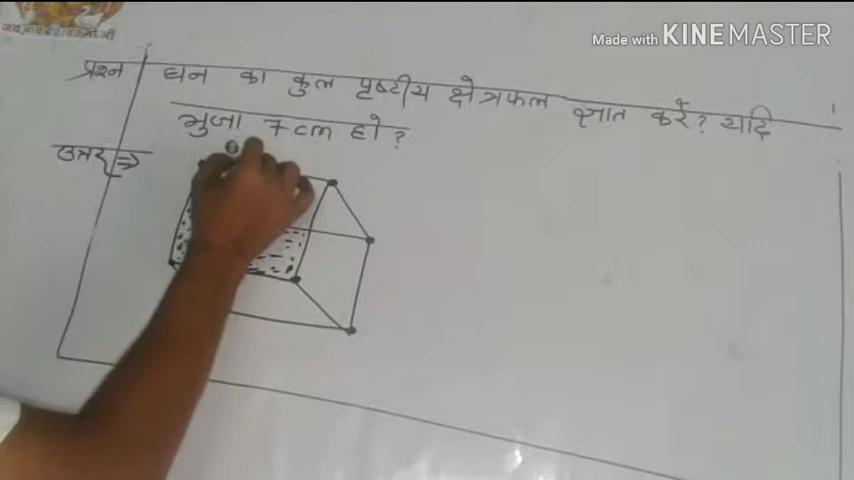 Made with KINEMASTER
प्रश्न घन का कुल पृष्टीय क्षेत्रफल ज्ञात करें? यदि
भुजा 7cm हो?
उत्तर ⇒